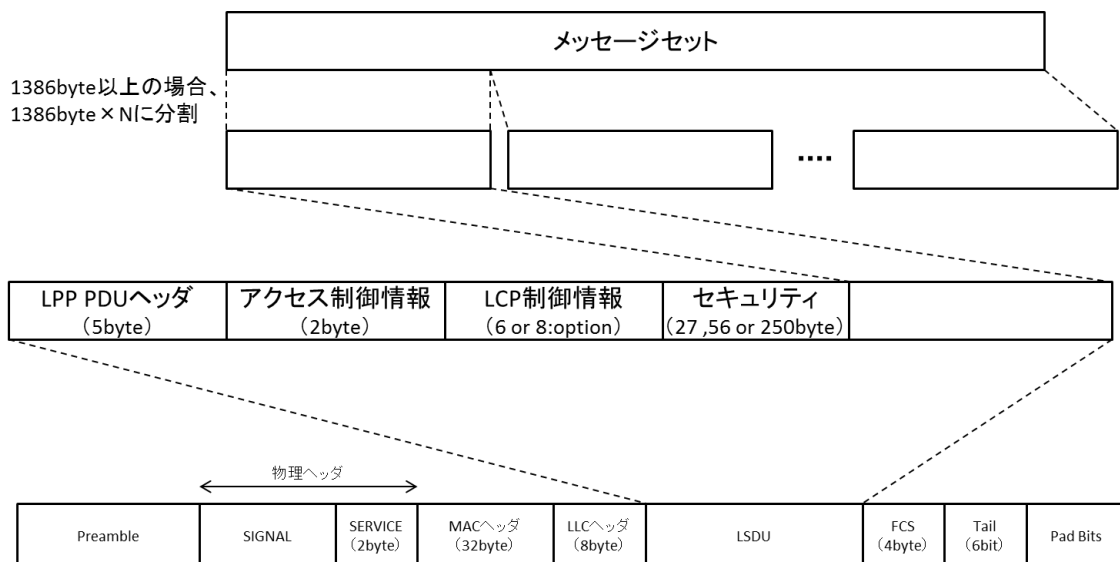 メッセージセット
1386byte以上の場合、
1386byte×Nに分割
....
LPP PDUヘッダ
（5byte）
アクセス制御情報
（2byte）
LCP制御情報
（6 or 8:option）
セキュリティ
（27 ,56 or 250byte）
物理ヘッダ
Preamble
SIGNAL
SERVICE
（2byte）
MACヘッダ
（32byte）
LLCヘッダ
（8byte）
LSDU
FCS
（4byte）
Tail
（6bit）
Pad Bits